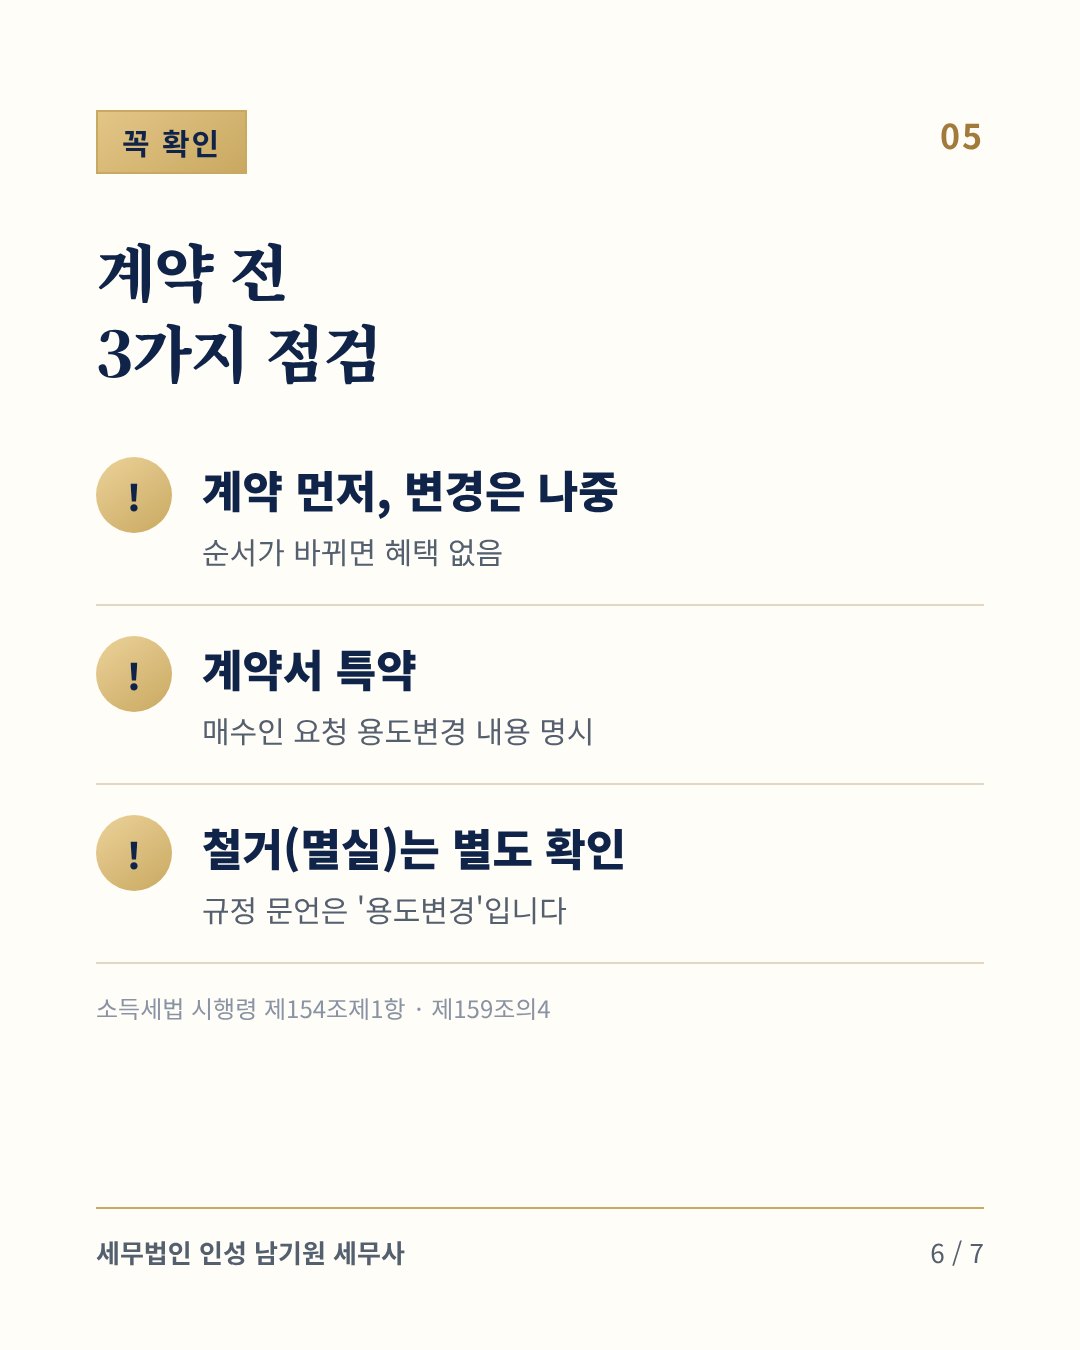 꼭 확인
05
계약 전
3가지 점검
!
계약 먼저, 변경은 나중
순서가 바뀌면 혜택 없음
!
계약서 특약
매수인 요청 용도변경 내용 명시
!
철거(멸실)는 별도 확인
규정 문언은 '용도변경'입니다
소득세법 시행령 제154조제1항 · 제159조의4
세무법인 인성 남기원 세무사
6 / 7